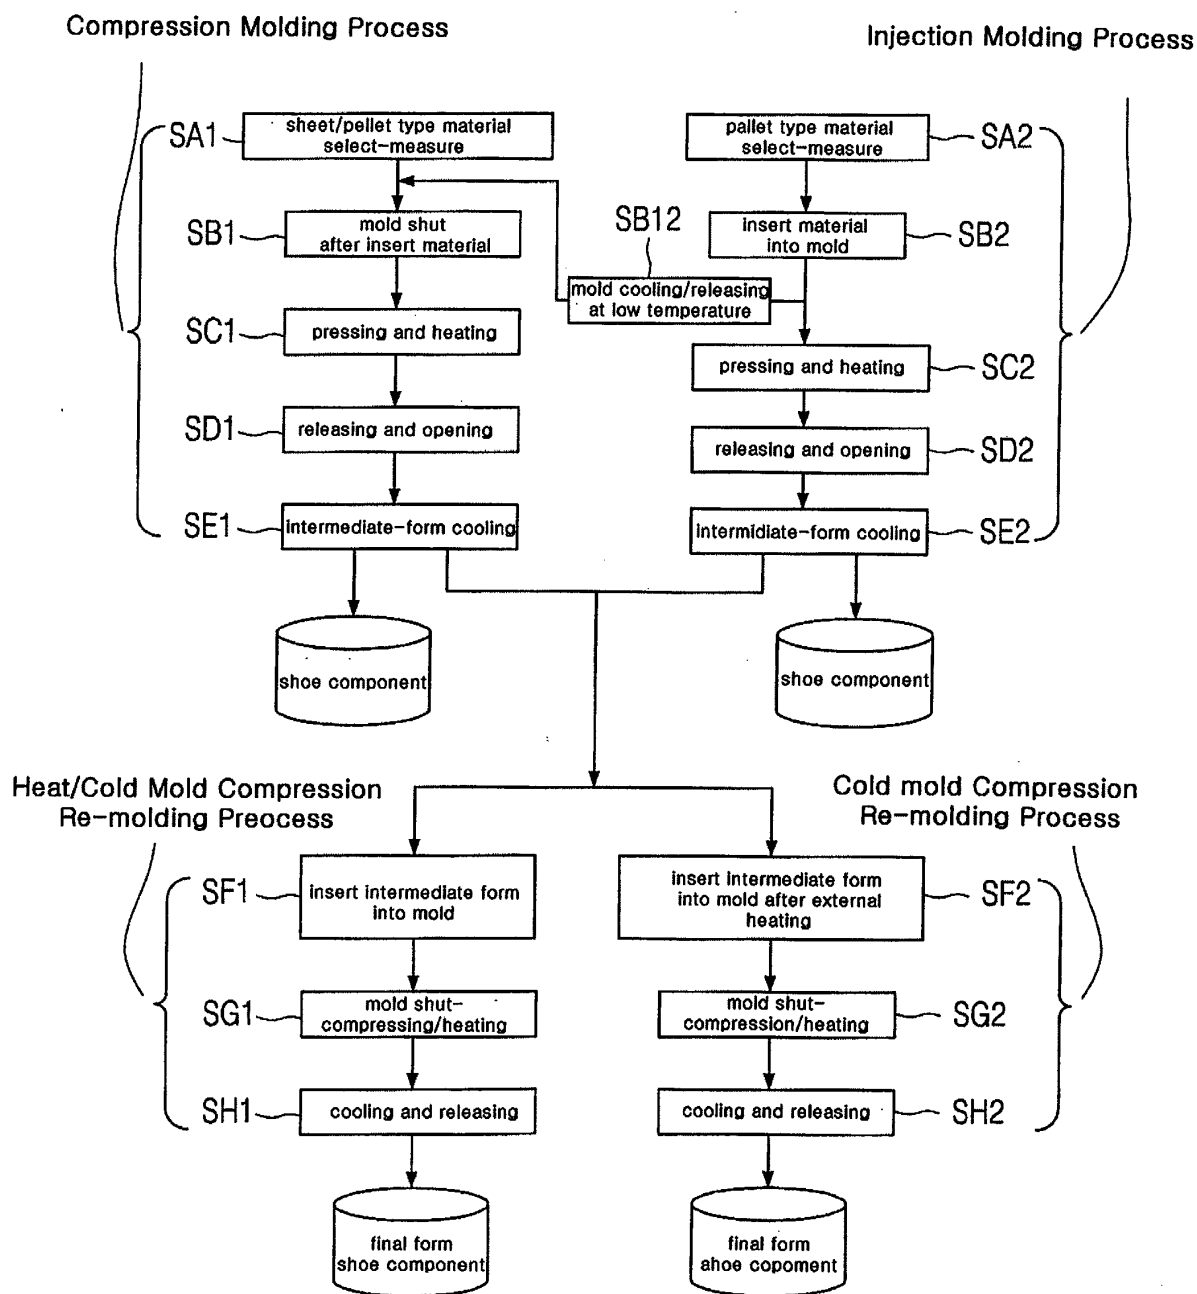 Compression Molding Process
Injection Molding Process
SA1
sheet/pellet type material
select-measure
pallet type material
select-measure
SA2
SB1
mold shut
after insert material
SB12
insert material
into mold
SB2
mold cooling/releasing
at low temperature
SC1
pressing and heating
pressing and heating
SC2
SD1
releasing and opening
releasing and opening
SD2
SE1
intermediate-form cooling
intermidiate-form cooling
SE2
shoe component
shoe component
Heat/Cold Mold Compression
Re-molding Preocess
Cold mold Compression
Re-molding Process
SF1
insert intermediate form
into mold
insert intermediate form
into mold after external
heating
SF2
SG1
mold shut-
compressing/heating
mold shut-
compression/heating
SG2
SH1
cooling and releasing
cooling and releasing
SH2
final form
shoe component
final form
ahoe copoment